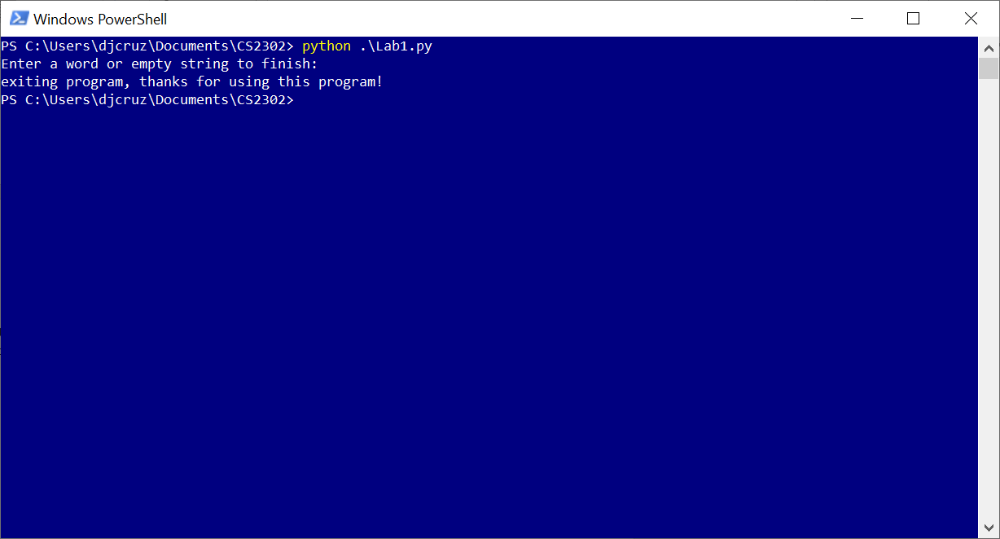 Windows PowerShell
PS C:\Users\djcruz\Documents\CS2302> python .\Lab1.py
Enter a word or empty string to finish:
exiting program, thanks for using this program!
PS C:\Users\djcruz\Documents\CS2302>